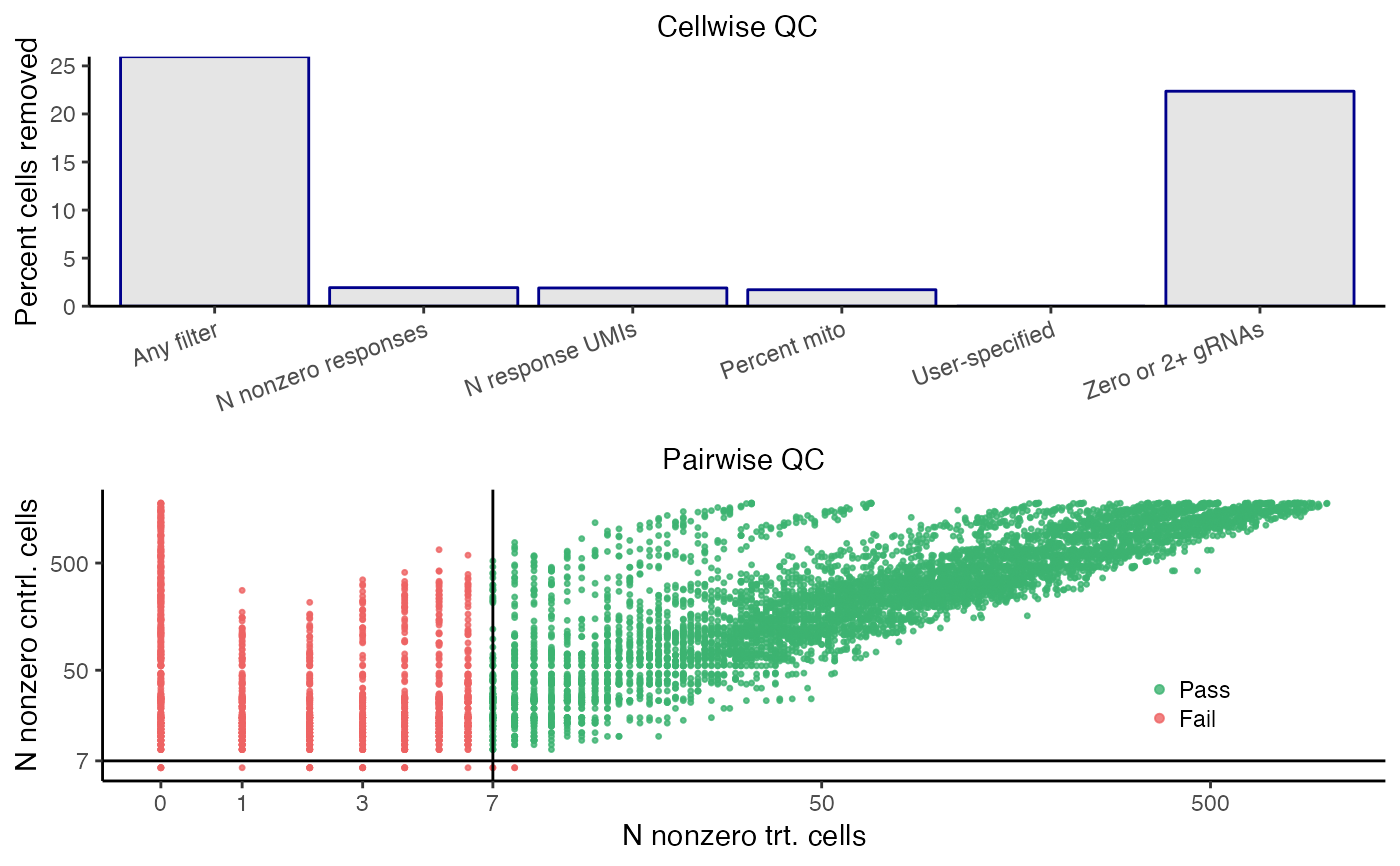 Cellwise QC
Percent cells removed
25
20
15
10
5
0
Any filter
N nonzero responses
N response UMIs
Percent mito
User-specified
Zero or 2+ gRNAs
Pairwise QC
N nonzero cntrl. cells
500
50
7
Pass
Fail
0 1 3 7 50 500
N nonzero trt. cells